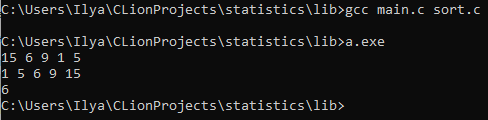 C:\Users\Ilya\CLionProjects\statistics\lib>gcc main.c sort.c
C:\Users\Ilya\CLionProjects\statistics\lib>a.exe
15 6 9 1 5
1 5 6 9 15
6
C:\Users\Ilya\CLionProjects\statistics\lib>